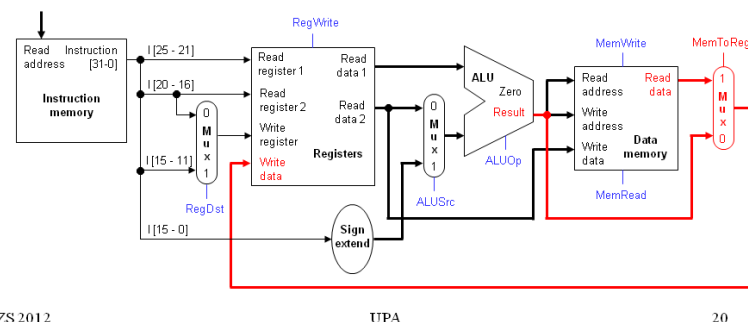 RegWrite
MemWrite
MemToReg
Read address
Instruction [31-0]
Instruction memory
I [25 - 21]
I [20 - 16]
I [15 - 11]
I [15 - 0]
0
M
u
x
1
RegDst
Read register 1
Read data 1
Read register 2
Read data 2
Write register
Write data
Registers
Sign extend
0
M
u
x
1
ALUSrc
ALU
Zero
Result
ALUOp
Read address
Read data
Write address
Write data
Data memory
MemRead
1
M
u
x
0
ZS 2012
UPA
20